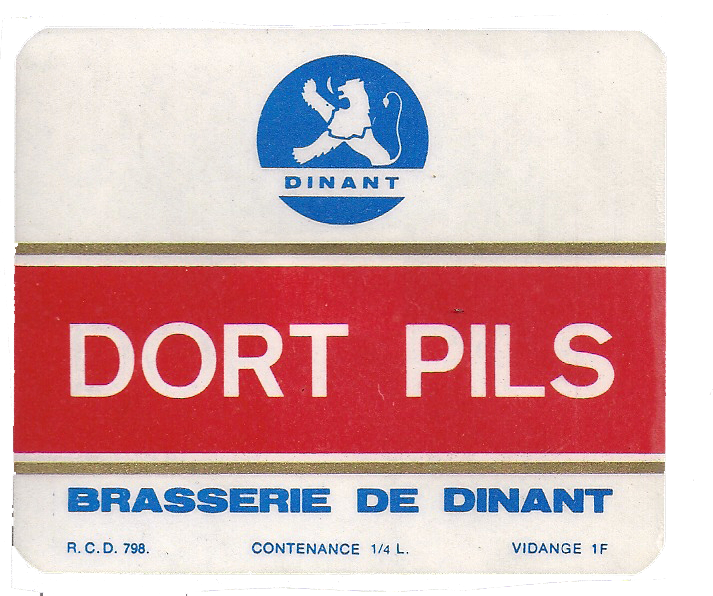 DINANT
DORT PILS
BRASSERIE DE DINANT
R.C.D. 798. CONTENANCE 1/4 L. VIDANGE 1F